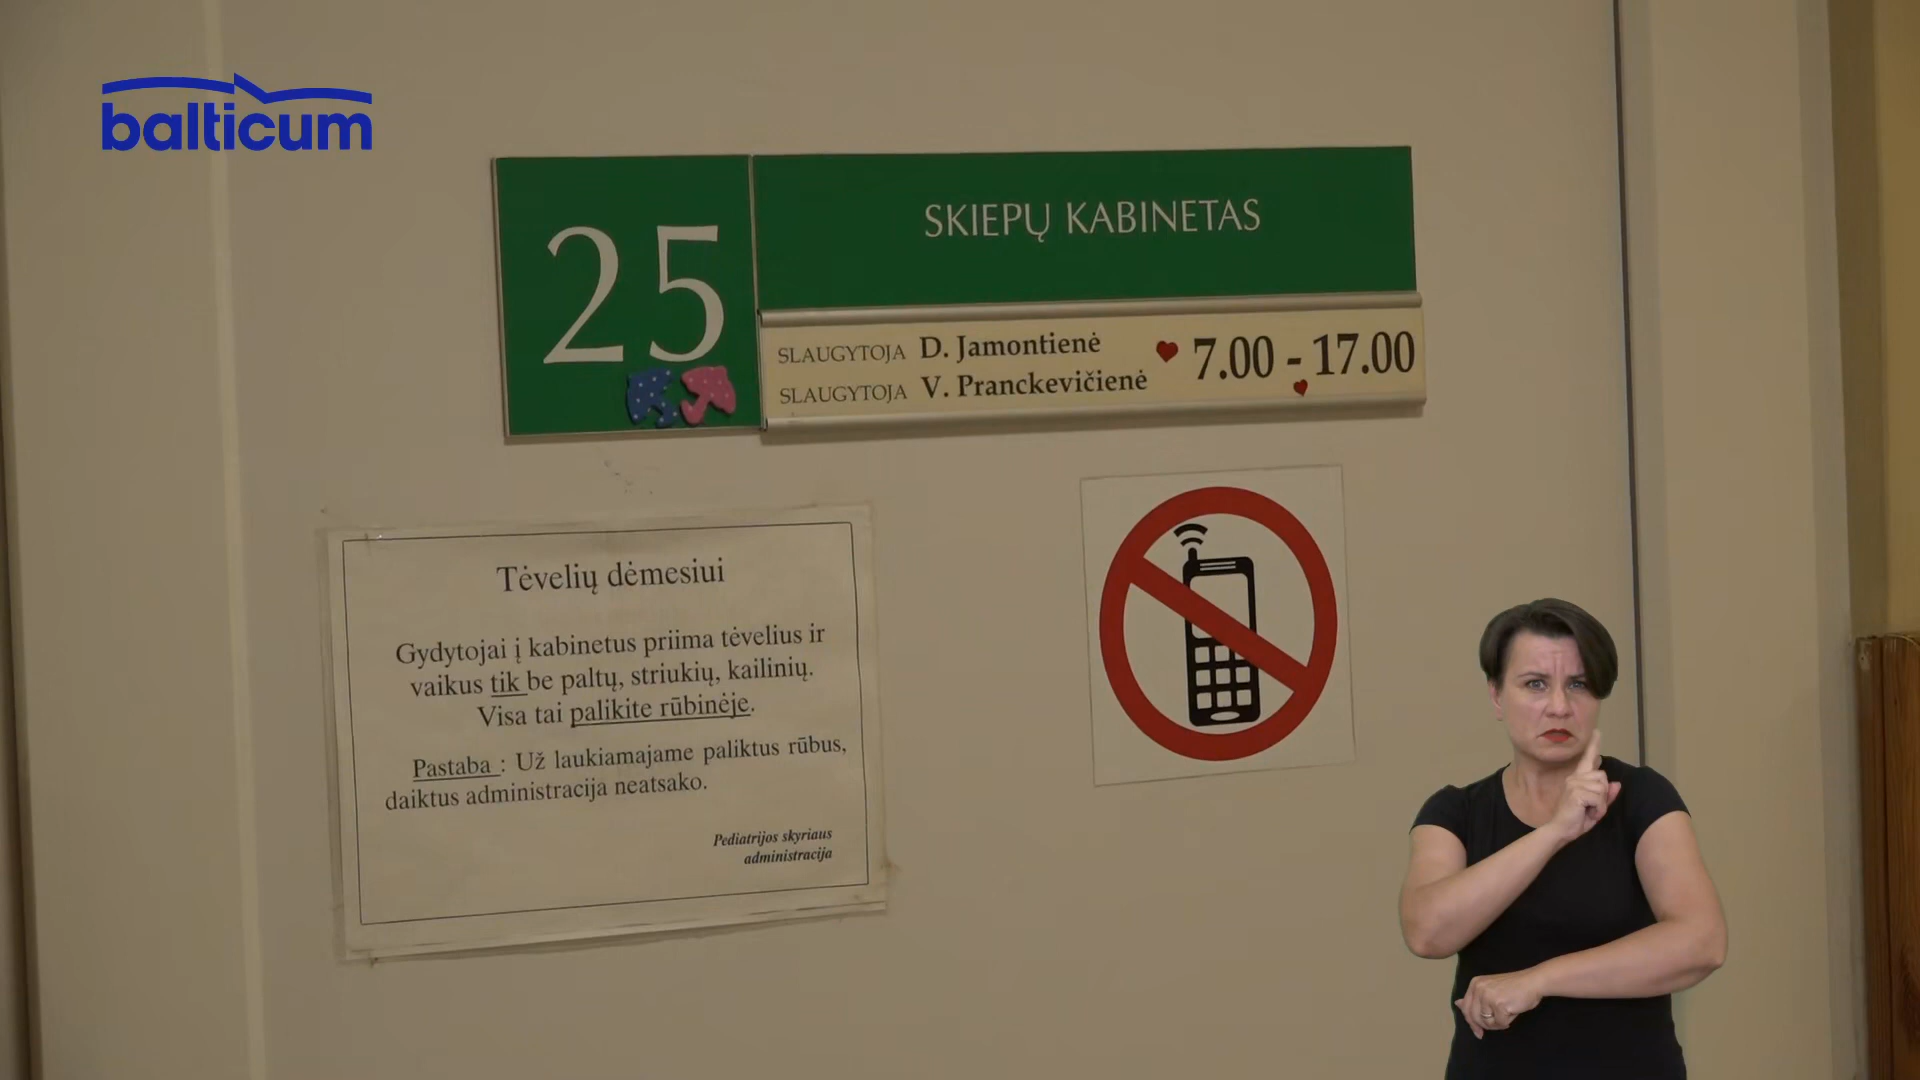 balticum
25
SKIEPŲ KABINETAS
SLAUGYTOJA D. Jamontienė
SLAUGYTOJA V. Pranckevičienė
7.00 - 17.00
Tėvelių dėmesiui
Gydytojai į kabinetus priima tėvelius ir
vaikus tik be paltų, striukių, kailinių.
Visa tai palikite rūbinėje.
Pastaba : Už laukiamajame paliktus rūbus,
daiktus administracija neatsako.
Pediatrijos skyriaus
administracija